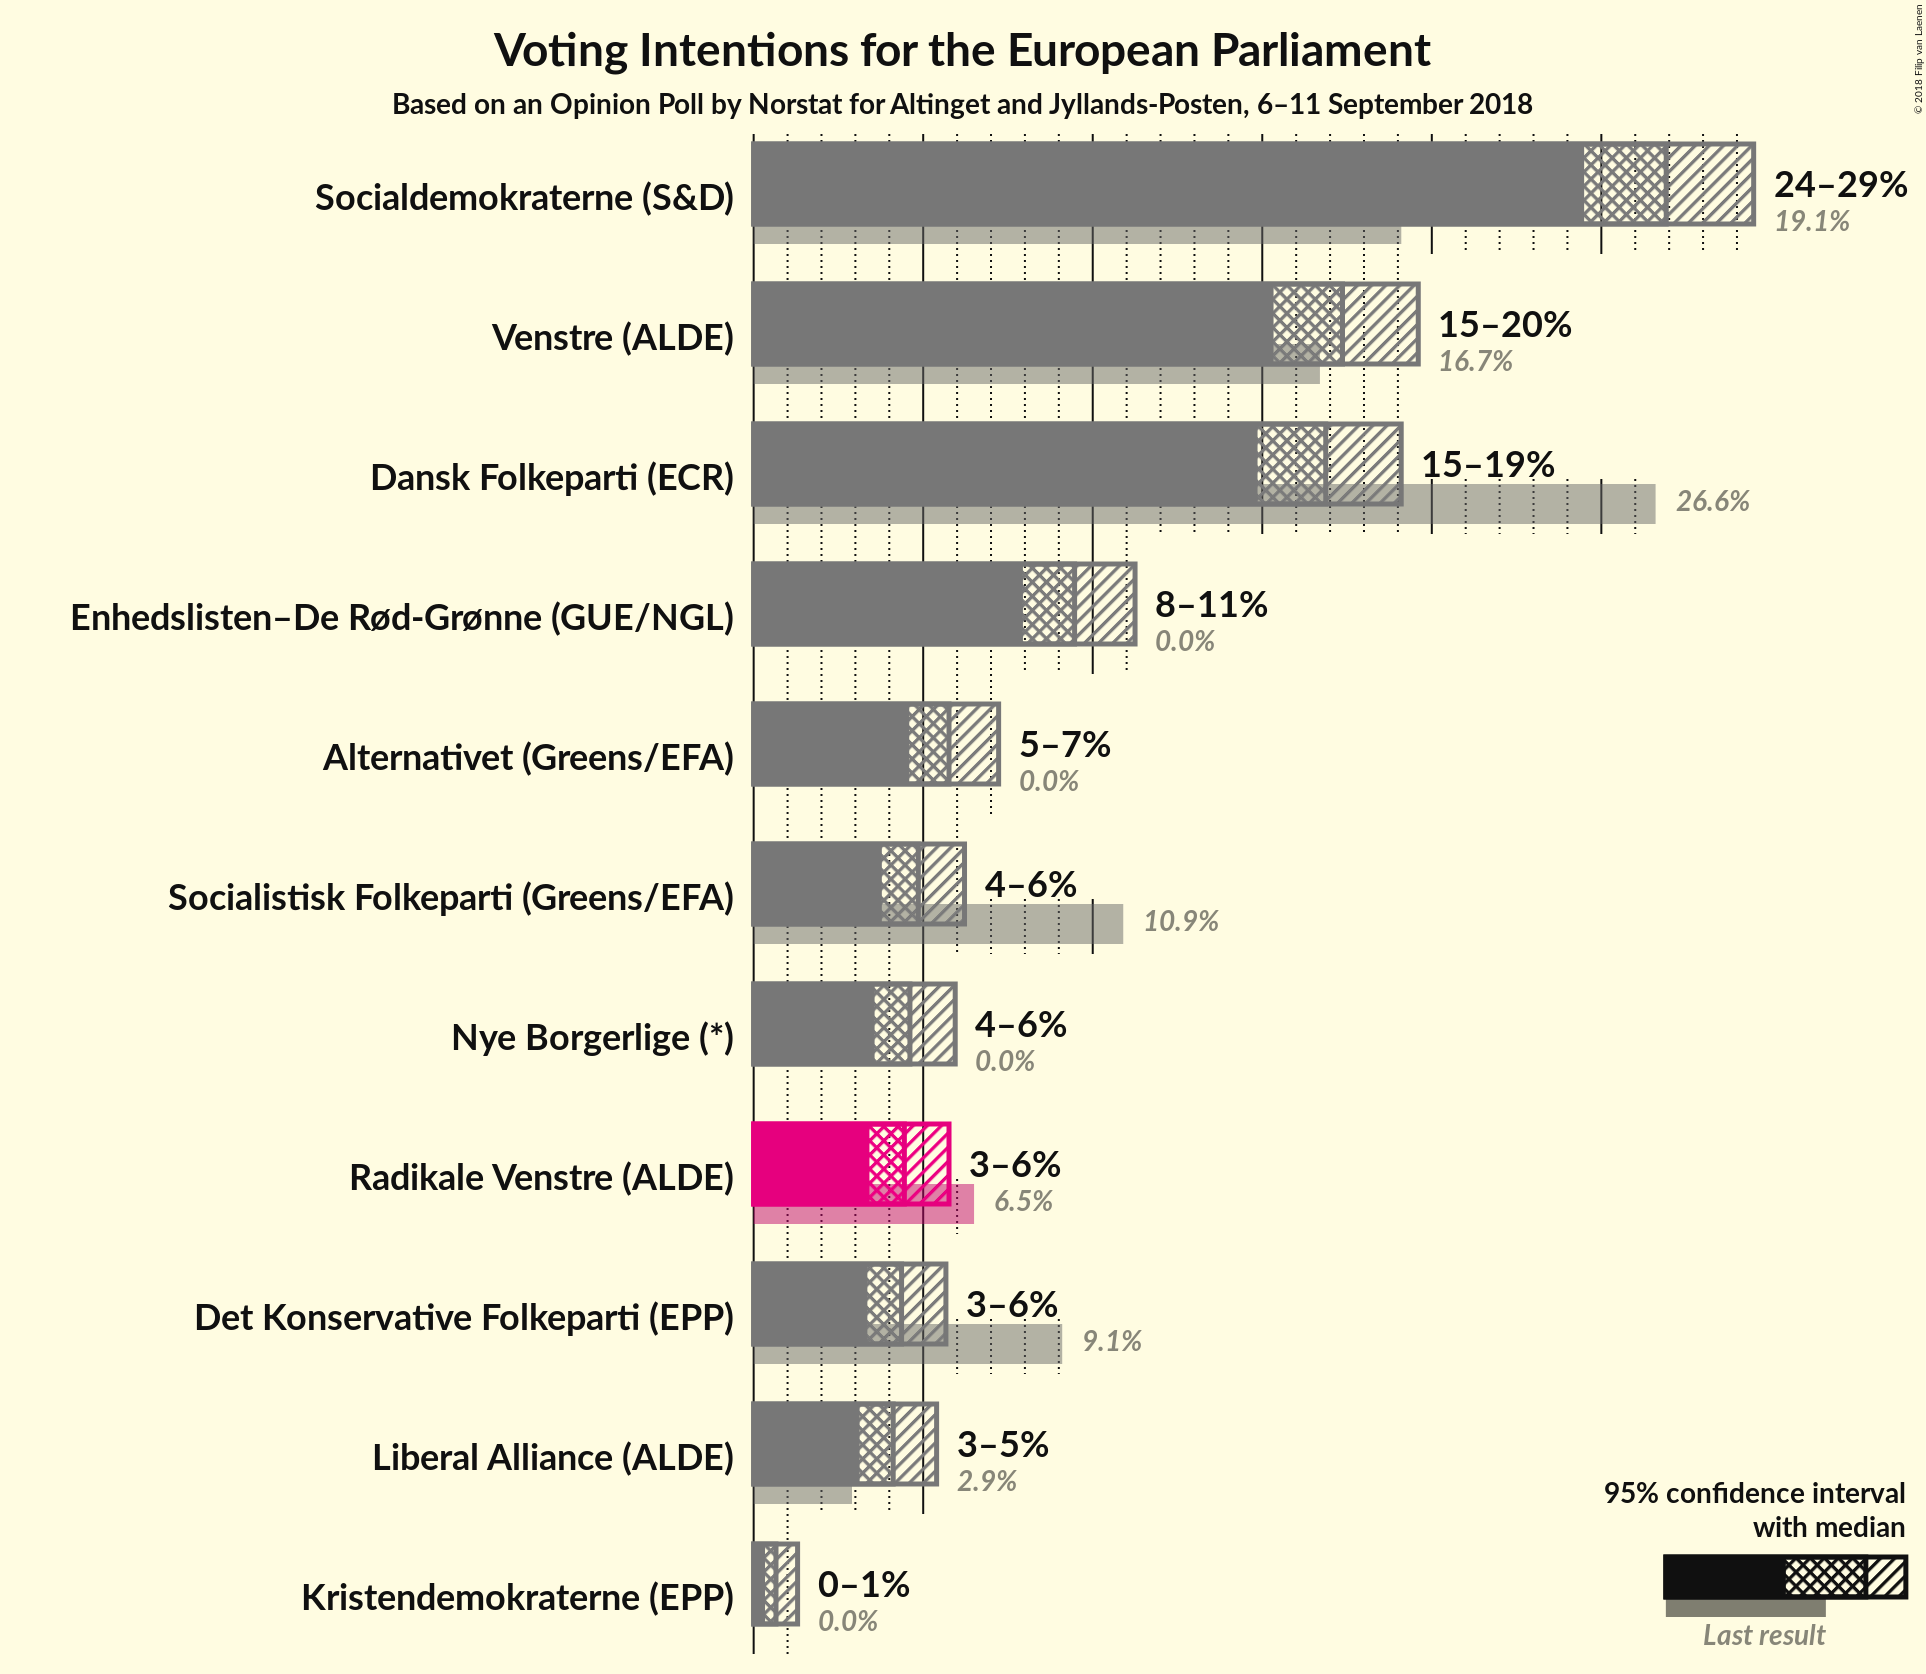 Voting Intentions for the European Parliament
Based on an Opinion Poll by Norstat for Altinget and Jyllands-Posten, 6–11 September 2018
© 2018 Filip van Laenen
Socialdemokraterne (S&D)
24–29%
19.1%
Venstre (ALDE)
15–20%
16.7%
Dansk Folkeparti (ECR)
15–19%
26.6%
Enhedslisten–De Rød-Grønne (GUE/NGL)
8–11%
0.0%
Alternativet (Greens/EFA)
5–7%
0.0%
Socialistisk Folkeparti (Greens/EFA)
4–6%
10.9%
Nye Borgerlige (*)
4–6%
0.0%
Radikale Venstre (ALDE)
3–6%
6.5%
Det Konservative Folkeparti (EPP)
3–6%
9.1%
Liberal Alliance (ALDE)
3–5%
2.9%
Kristendemokraterne (EPP)
0–1%
0.0%
95% confidence interval
with median
Last result